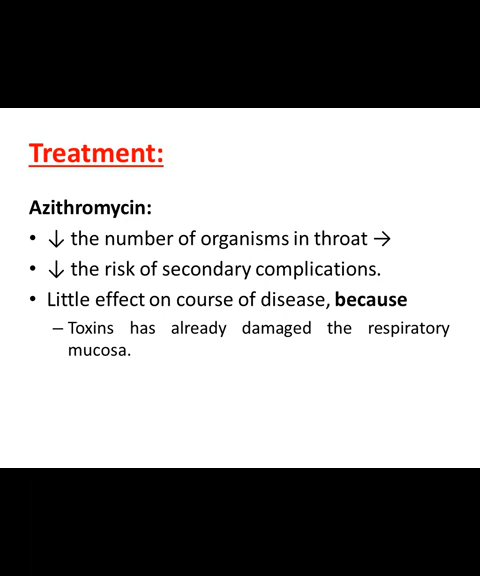 Treatment:
Azithromycin:
• ↓ the number of organisms in throat →
• ↓ the risk of secondary complications.
• Little effect on course of disease, because
– Toxins has already damaged the respiratory
mucosa.